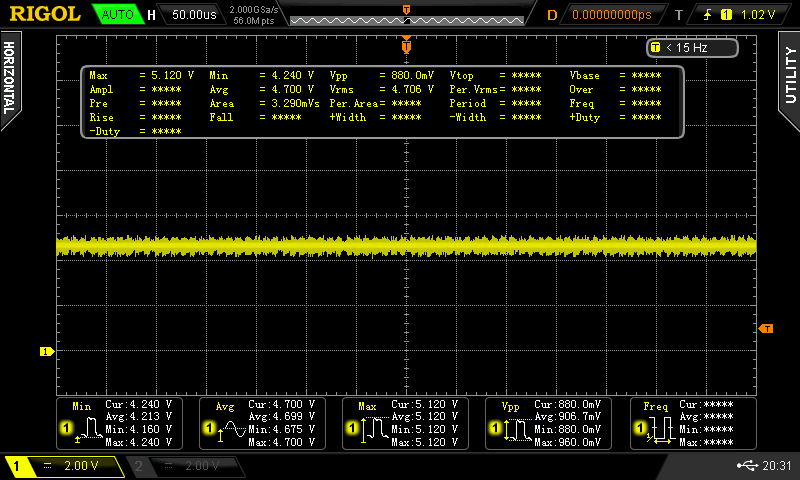 RIGOL AUTO H 50.00us 2.000GSa/s D 0.00000000ps T 1 1.02 V
56.0M pts
T
T < 15 Hz
HORIZONTAL
UTILITY
Max = 5.120 V Min = 4.240 V Vpp = 880.0mV Vtop = ***** Vbase = *****
Ampl = ***** Avg = 4.700 V Vrms = 4.706 V Per.Vrms= ***** Over = *****
Pre = ***** Area = 3.290mVs Per.Area= ***** Period = ***** Freq = *****
Rise = ***** Fall = ***** +Width = ***** -Width = ***** +Duty = *****
-Duty = *****
T
1
Min Cur:4.240 V
Avg:4.213 V
1 Min:4.160 V
Max:4.240 V
Avg Cur:4.700 V
Avg:4.699 V
1 Min:4.675 V
Max:4.700 V
Max Cur:5.120 V
Avg:5.120 V
1 Min:5.120 V
Max:5.120 V
Vpp Cur:880.0mV
Avg:906.7mV
1 Min:880.0mV
Max:960.0mV
Freq Cur:*****
Avg:*****
1 Min:*****
Max:*****
1 2.00 V 2 2.00 V 20:31